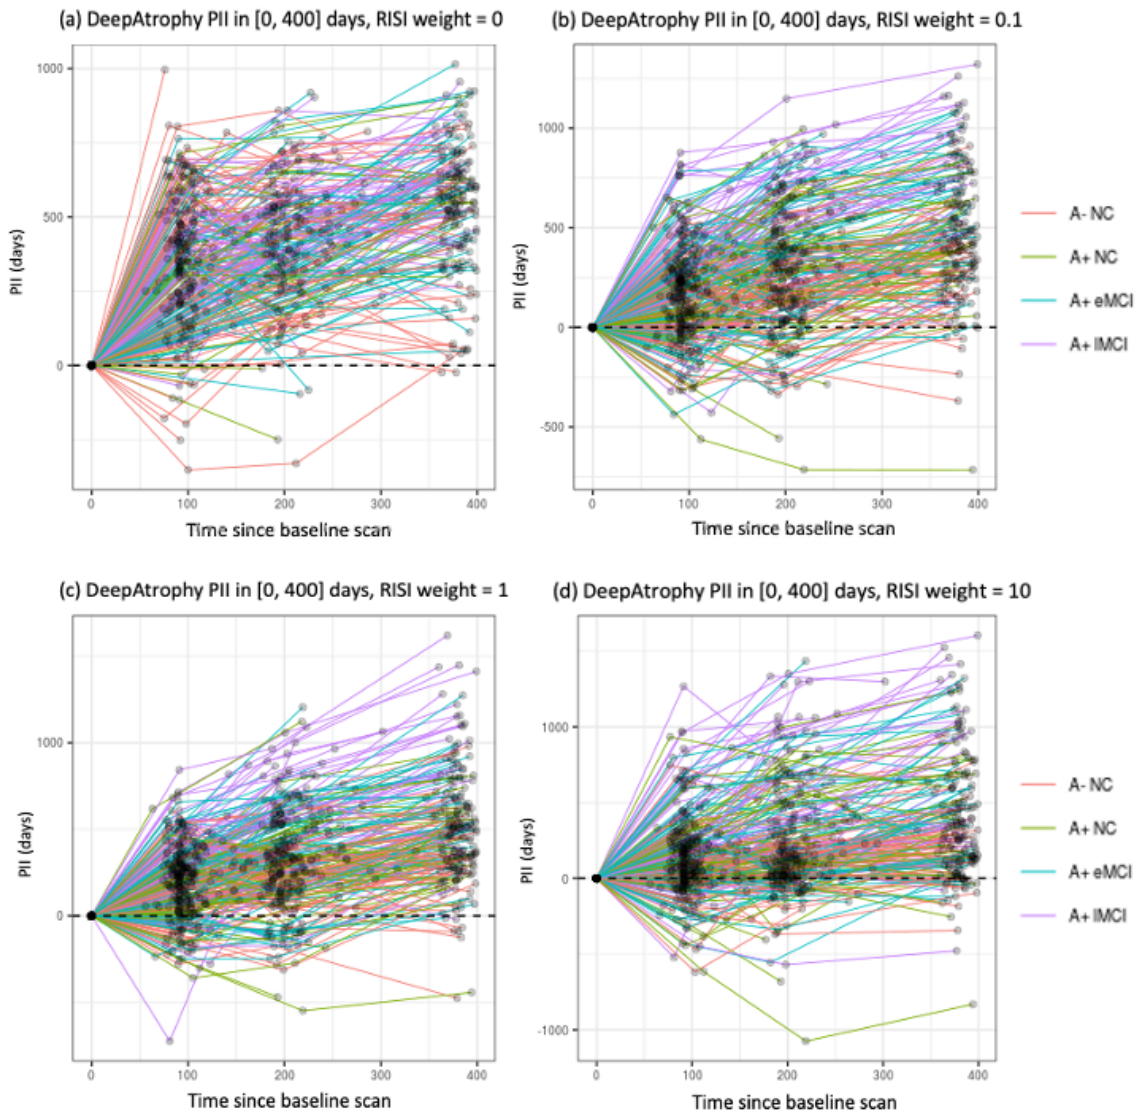 (a) DeepAtrophy PII in [0, 400] days, RISI weight = 0
(b) DeepAtrophy PII in [0, 400] days, RISI weight = 0.1
1000
500
0
PII (days)
0
100
200
300
400
Time since baseline scan
1000
500
0
-500
PII (days)
0
100
200
300
400
Time since baseline scan
A- NC
A+ NC
A+ eMCI
A+ lMCI
(c) DeepAtrophy PII in [0, 400] days, RISI weight = 1
(d) DeepAtrophy PII in [0, 400] days, RISI weight = 10
1000
0
PII (days)
0
100
200
300
400
Time since baseline scan
1000
0
-1000
PII (days)
0
100
200
300
400
Time since baseline scan
A- NC
A+ NC
A+ eMCI
A+ lMCI